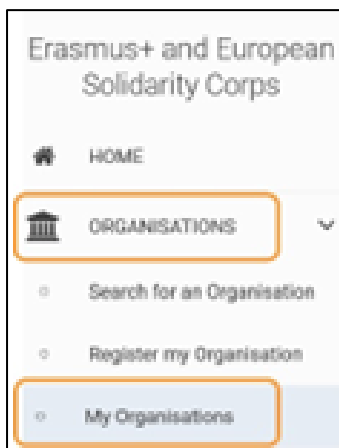 Erasmus+ and European
Solidarity Corps
HOME
ORGANISATIONS
Search for an Organisation
Register my Organisation
My Organisations